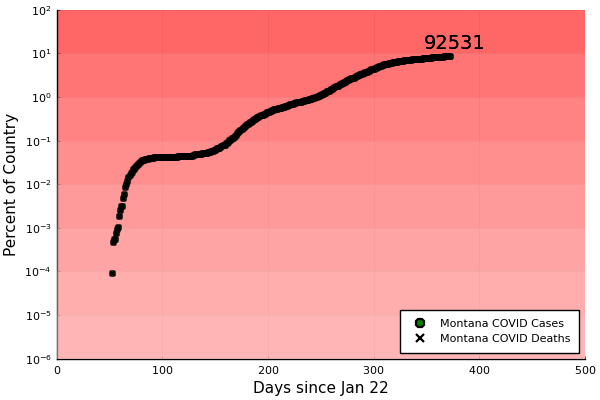 10²
10¹
10⁰
10⁻¹
10⁻²
10⁻³
10⁻⁴
10⁻⁵
10⁻⁶
Percent of Country
92531
Montana COVID Cases
Montana COVID Deaths
0 100 200 300 400 500
Days since Jan 22